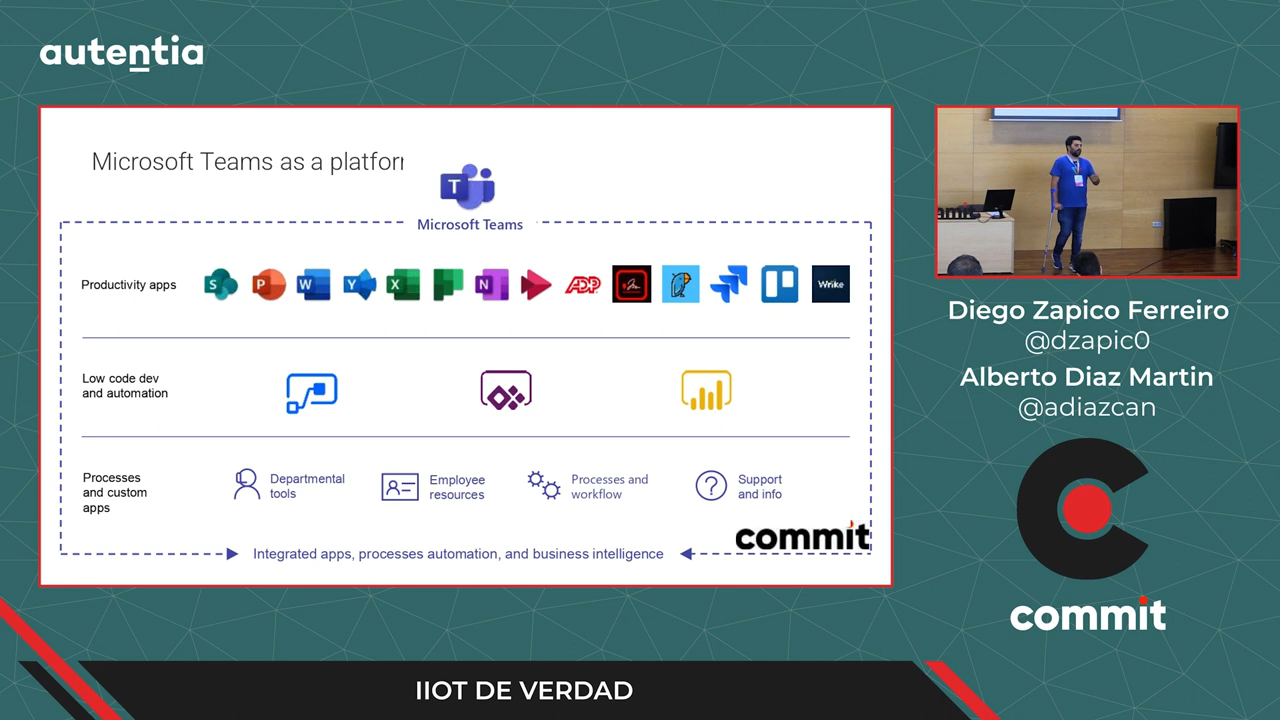 autentia
Microsoft Teams as a platfor
T
Microsoft Teams
Productivity apps
S
P
W
Y
X
N
ADP
Wrike
Low code dev
and automation
Processes
and custom
apps
Departmental
tools
Employee
resources
Processes and
workflow
?
Support
and info
commit
Integrated apps, processes automation, and business intelligence
Diego Zapico Ferreiro
@dzapic0
Alberto Diaz Martin
@adiazcan
commit
IIOT DE VERDAD